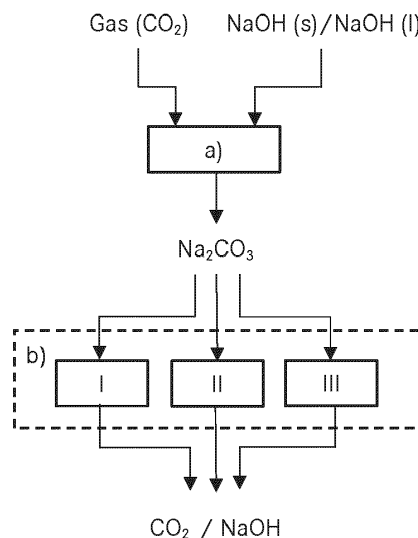 Gas (CO₂) NaOH (s)/NaOH (l)
a)
Na₂CO₃
b)
I II III
CO₂ / NaOH